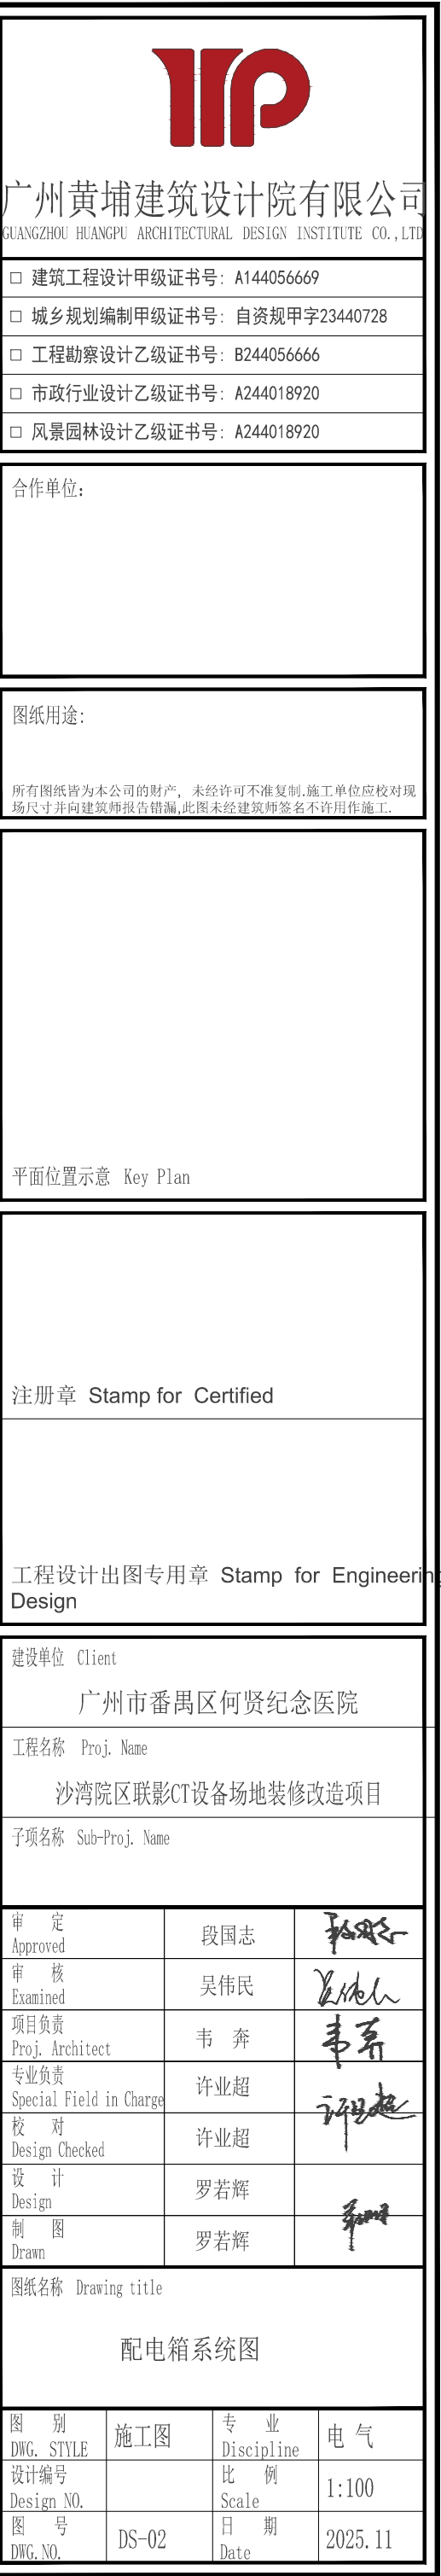 广州黄埔建筑设计院有限公司
GUANGZHOU HUANGPU ARCHITECTURAL DESIGN INSTITUTE CO.,LTD
□ 建筑工程设计甲级证书号: A144056669
□ 城乡规划编制甲级证书号: 自资规甲字23440728
□ 工程勘察设计乙级证书号: B244056666
□ 市政行业设计乙级证书号: A244018920
□ 风景园林设计乙级证书号: A244018920
合作单位:
图纸用途:
所有图纸皆为本公司的财产, 未经许可不准复制.施工单位应校对现
场尺寸并向建筑师报告错漏,此图未经建筑师签名不许用作施工.
平面位置示意 Key Plan
注册章 Stamp for Certified
工程设计出图专用章 Stamp for Engineering
Design
建设单位 Client
广州市番禺区何贤纪念医院
工程名称 Proj. Name
沙湾院区联影CT设备场地装修改造项目
子项名称 Sub-Proj. Name
审 定
Approved
段国志
审 核
Examined
吴伟民
项目负责
Proj. Architect
韦 奔
韦奔
专业负责
Special Field in Charge
许业超
许业超
校 对
Design Checked
许业超
设 计
Design
罗若辉
制 图
Drawn
罗若辉
图纸名称 Drawing title
配电箱系统图
图 别
DWG. STYLE
施工图
专 业
Discipline
电 气
设计编号
Design NO.
比 例
Scale
1:100
图 号
DWG.NO.
DS-02
日 期
Date
2025.11